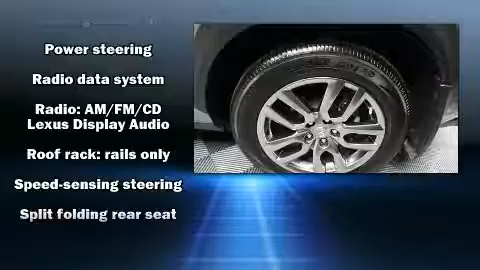 Power steering
Radio data system
Radio: AM/FM/CD
Lexus Display Audio
Roof rack: rails only
Speed-sensing steering
Split folding rear seat